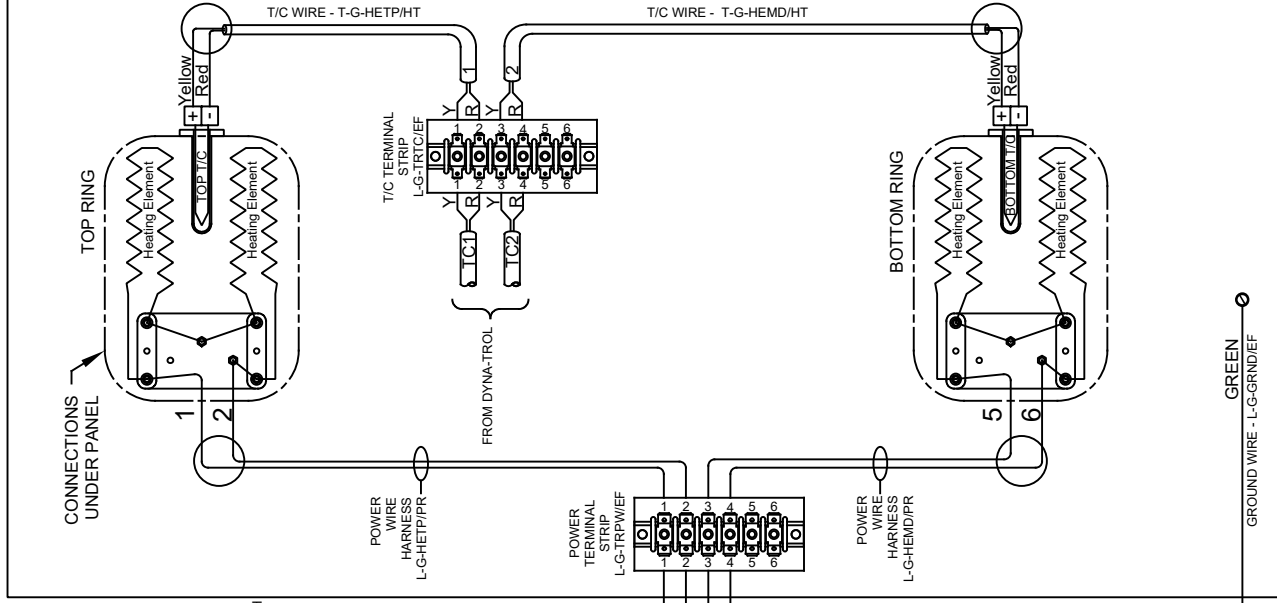 T/C WIRE - T-G-HETP/HT
T/C WIRE - T-G-HEMD/HT
Yellow
Red
+
-
TOP T/C
Heating Element
Heating Element
TOP RING
CONNECTIONS
UNDER PANEL
1
2
1
2
Y
R
Y
R
1 2 3 4 5 6
T/C TERMINAL
STRIP
L-G-TRTC/EF
1 2 3 4 5 6
Y
R
Y
R
TC1
TC2
FROM DYNA-TROL
Yellow
Red
+
-
BOTTOM T/C
Heating Element
Heating Element
BOTTOM RING
5
6
POWER
WIRE
HARNESS
L-G-HETP/PR
POWER
TERMINAL
STRIP
L-G-TRPW/EF
1 2 3 4 5 6
1 2 3 4 5 6
POWER
WIRE
HARNESS
L-G-HEMD/PR
GREEN
GROUND WIRE - L-G-GRND/EF